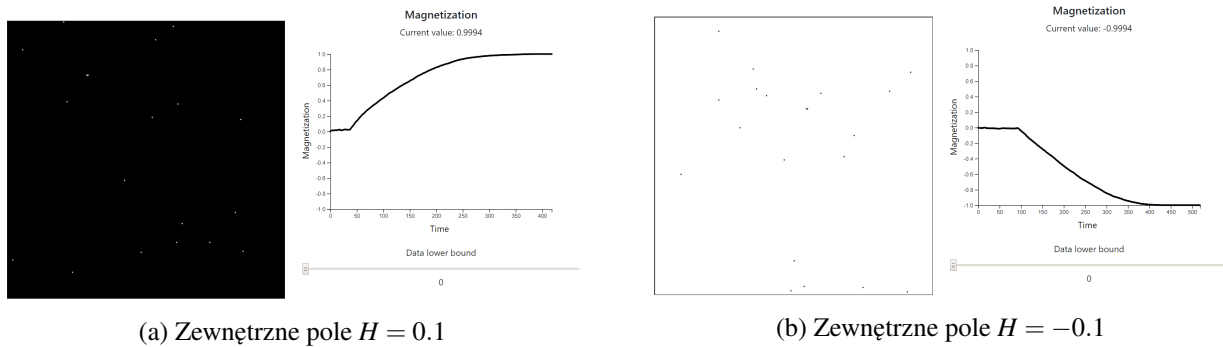 Magnetization
Current value: 0.9994
1.0
0.8
0.6
0.4
0.2
0.0
-0.2
-0.4
-0.6
-0.8
-1.0
Magnetization
0 50 100 150 200 250 300 350 400
Time
Data lower bound
0
(a) Zewnętrzne pole H = 0.1
Magnetization
Current value: -0.9994
1.0
0.8
0.6
0.4
0.2
0.0
-0.2
-0.4
-0.6
-0.8
-1.0
Magnetization
0 50 100 150 200 250 300 350 400 450 500
Time
Data lower bound
0
(b) Zewnętrzne pole H = −0.1